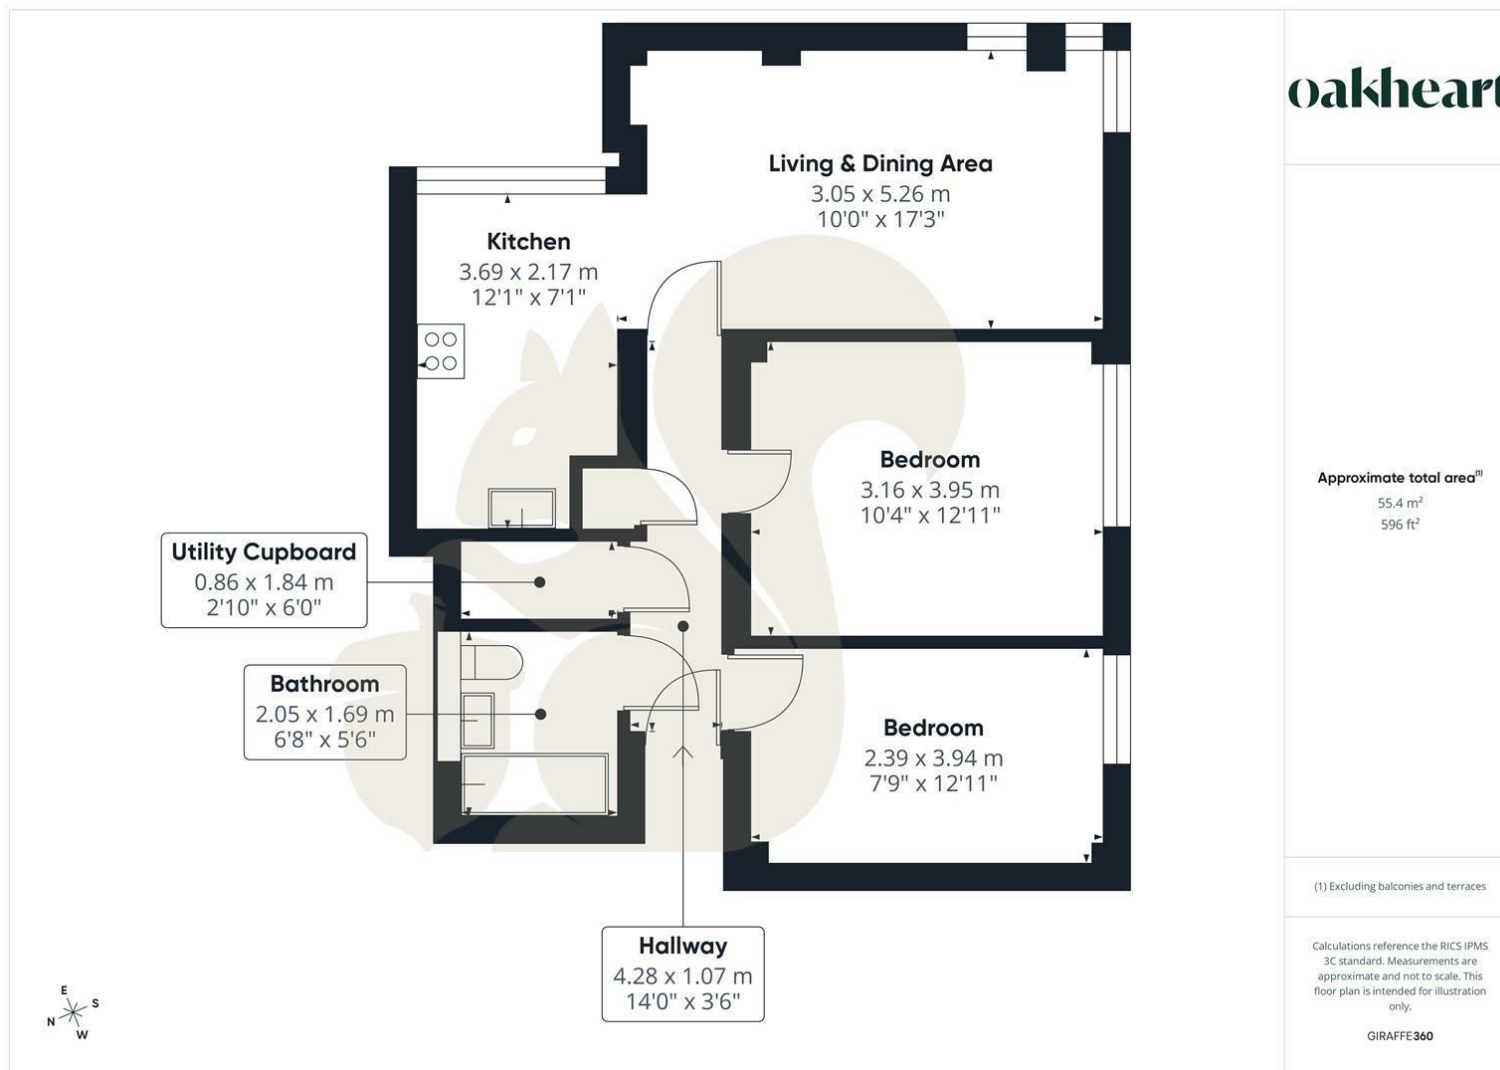 oakheart
Living & Dining Area
3.05 x 5.26 m
10'0" x 17'3"
Kitchen
3.69 x 2.17 m
12'1" x 7'1"
Bedroom
3.16 x 3.95 m
10'4" x 12'11"
Approximate total area(1)
55.4 m²
596 ft²
Utility Cupboard
0.86 x 1.84 m
2'10" x 6'0"
Bathroom
2.05 x 1.69 m
6'8" x 5'6"
Bedroom
2.39 x 3.94 m
7'9" x 12'11"
Hallway
4.28 x 1.07 m
14'0" x 3'6"
(1) Excluding balconies and terraces
Calculations reference the RICS IPMS
3C standard. Measurements are
approximate and not to scale. This
floor plan is intended for illustration
only.
GIRAFFE360
E
S
N
W